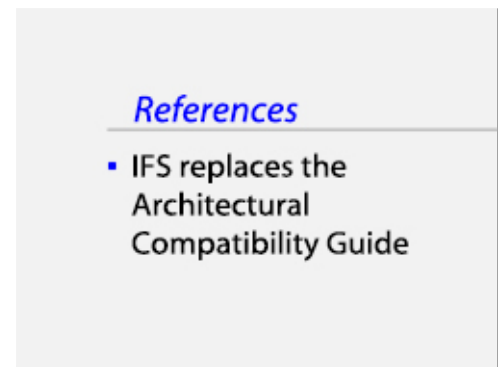 References
▪ IFS replaces the
Architectural
Compatibility Guide